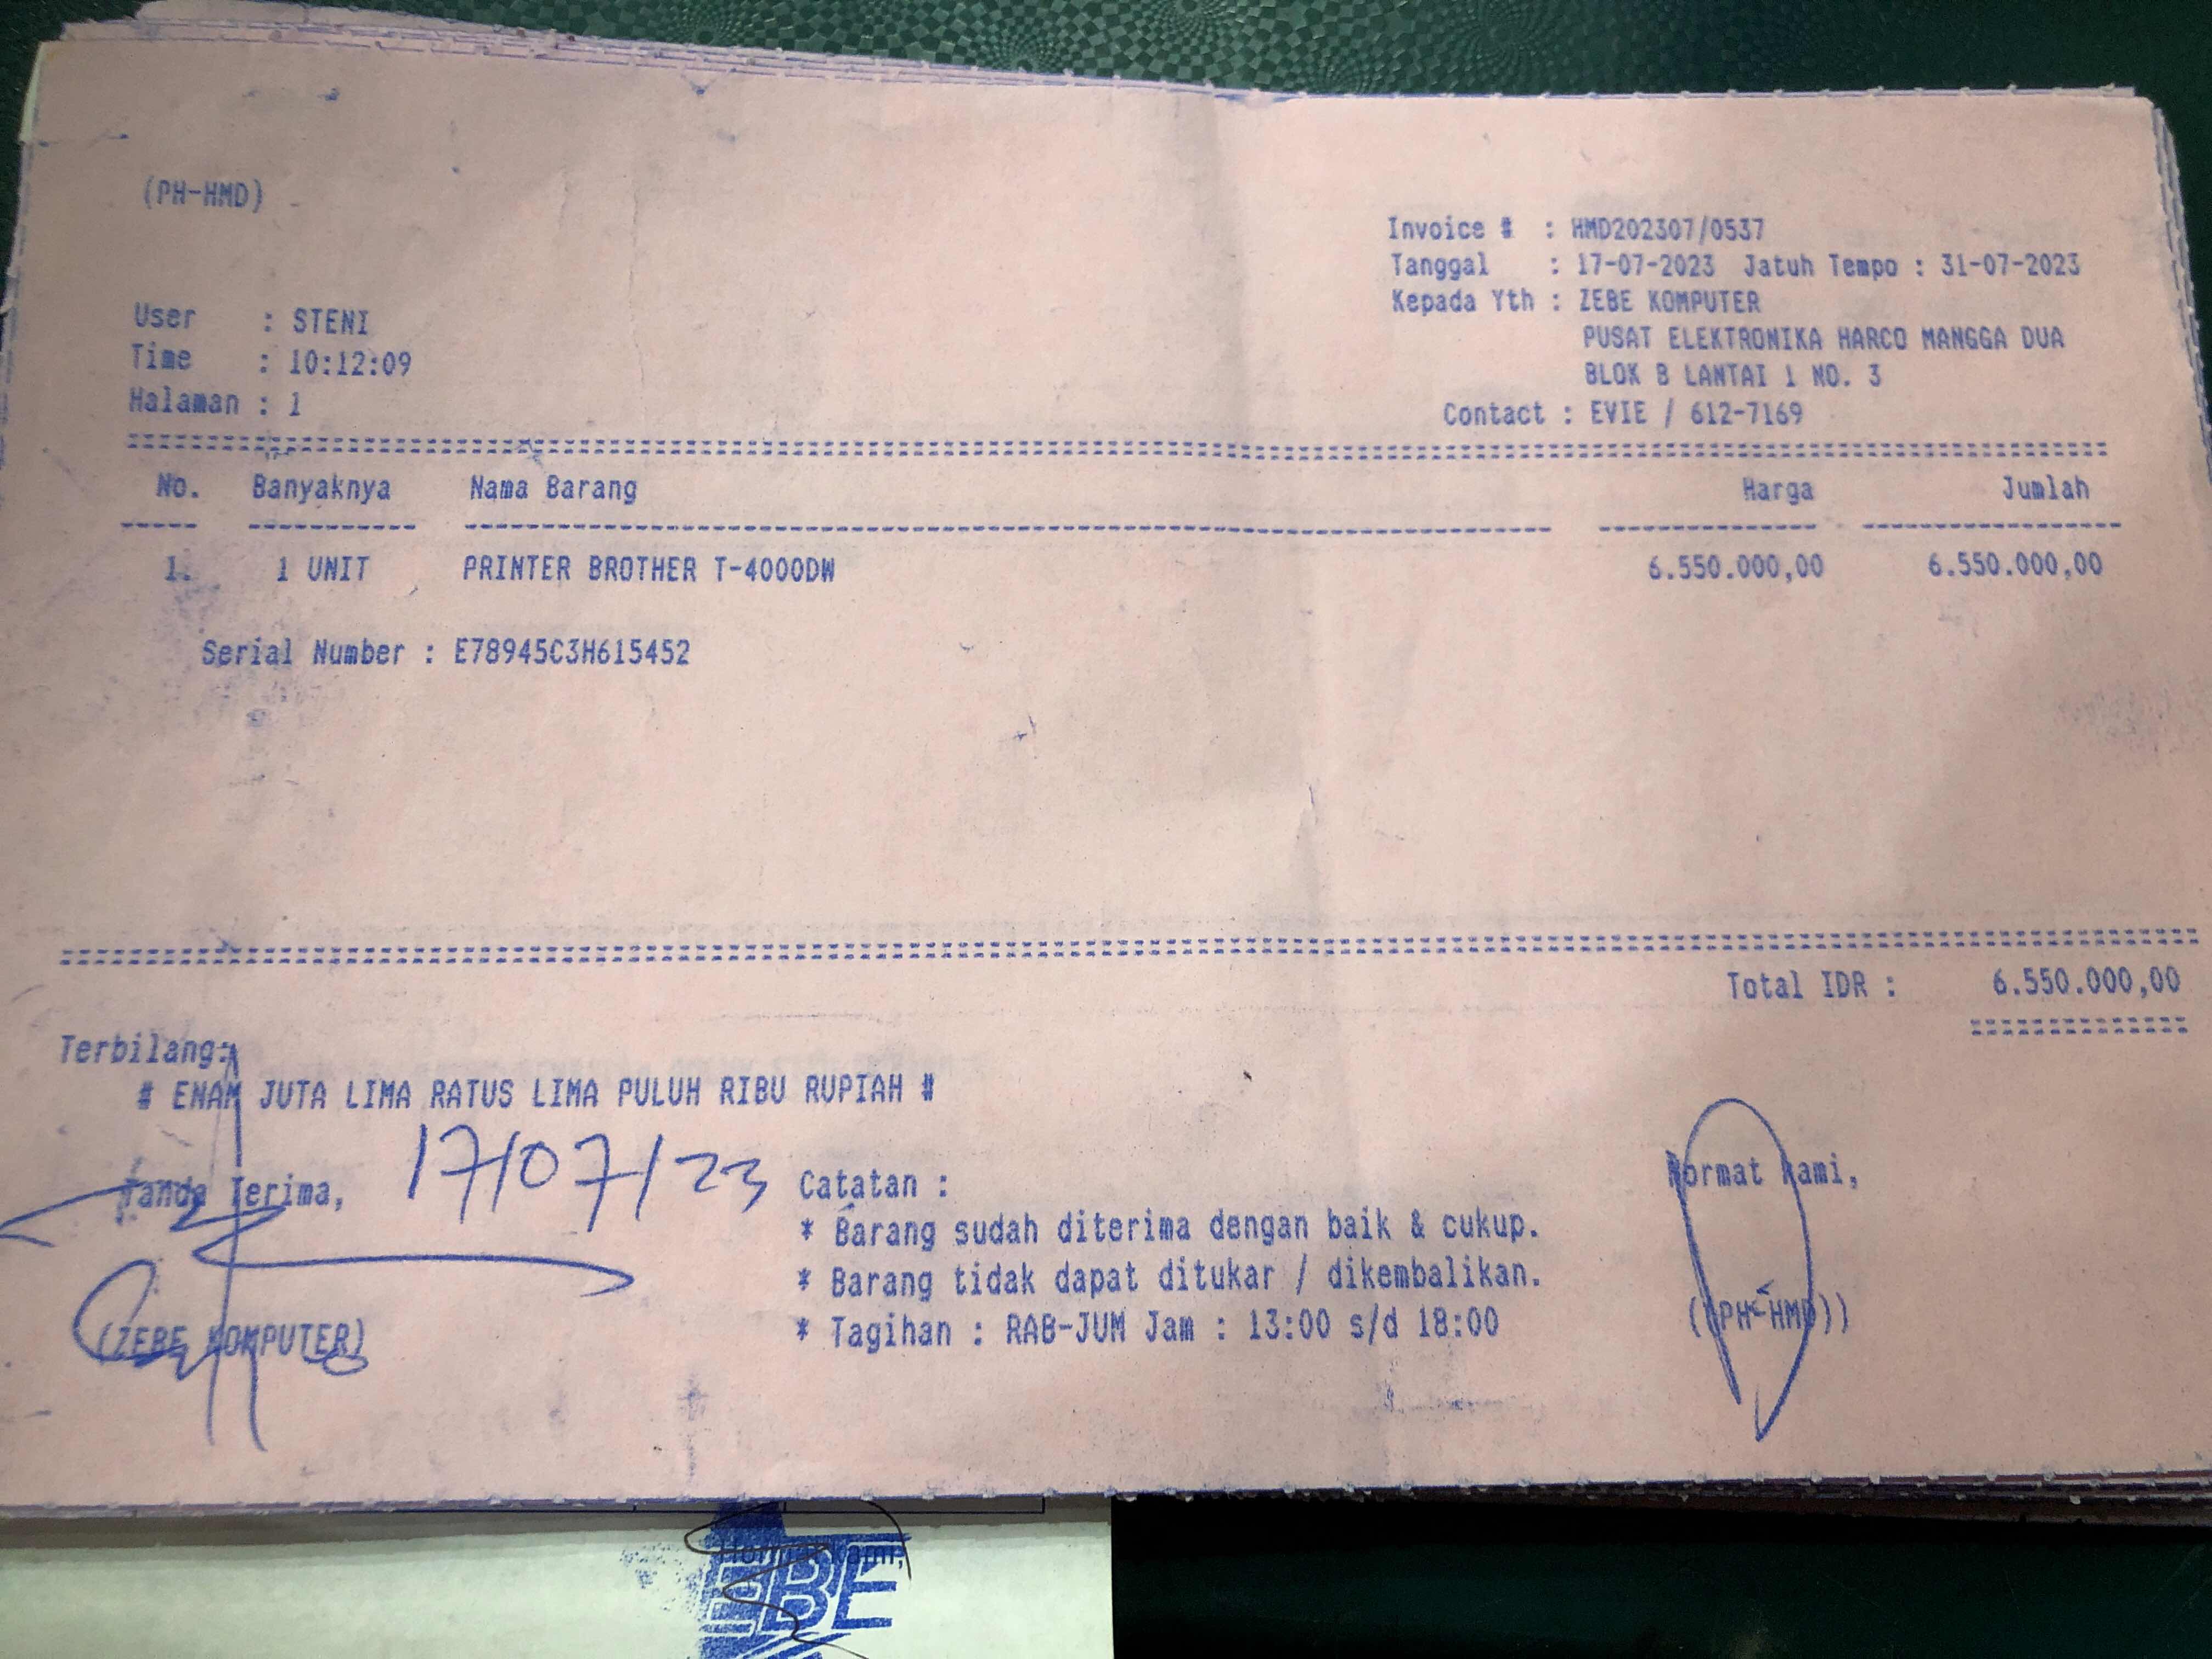 (PH-HMD)
Invoice # : HMD202307/0537
Tanggal : 17-07-2023 Jatuh Tempo : 31-07-2023
Kepada Yth : ZEBE KOMPUTER
PUSAT ELEKTRONIKA HARCO MANGGA DUA
BLOK B LANTAI 1 NO. 3
Contact : EVIE / 612-7169
User : STENI
Time : 10:12:09
Halaman : 1
No. Banyaknya Nama Barang Harga Jumlah
1. 1 UNIT PRINTER BROTHER T-4000DW 6.550.000,00 6.550.000,00
Serial Number : E78945C3H615452
Total IDR : 6.550.000,00
Terbilang:
# ENAM JUTA LIMA RATUS LIMA PULUH RIBU RUPIAH #
Tanda Terima, 17/07/23
(ZEBE KOMPUTER)
Catatan :
* Barang sudah diterima dengan baik & cukup.
* Barang tidak dapat ditukar / dikembalikan.
* Tagihan : RAB-JUM Jam : 13:00 s/d 18:00
Hormat kami,
((PH-HMD))
Hormat kami,
EBE